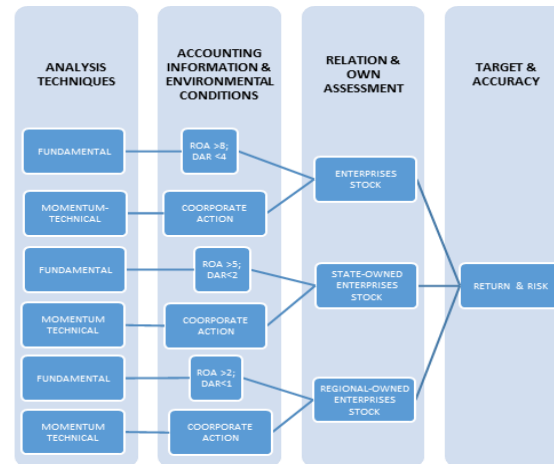 ANALYSIS
TECHNIQUES
ACCOUNTING
INFORMATION &
ENVIRONMENTAL
CONDITIONS
RELATION &
OWN
ASSESSMENT
TARGET &
ACCURACY
FUNDAMENTAL
ROA >8;
DAR <4
ENTERPRISES
STOCK
MOMENTUM-
TECHNICAL
COORPORATE
ACTION
FUNDAMENTAL
ROA >5;
DAR<2
STATE-OWNED
ENTERPRISES
STOCK
RETURN & RISK
MOMENTUM
TECHNICAL
COORPORATE
ACTION
FUNDAMENTAL
ROA >2;
DAR<1
REGIONAL-OWNED
ENTERPRISES
STOCK
MOMENTUM
TECHNICAL
COORPORATE
ACTION